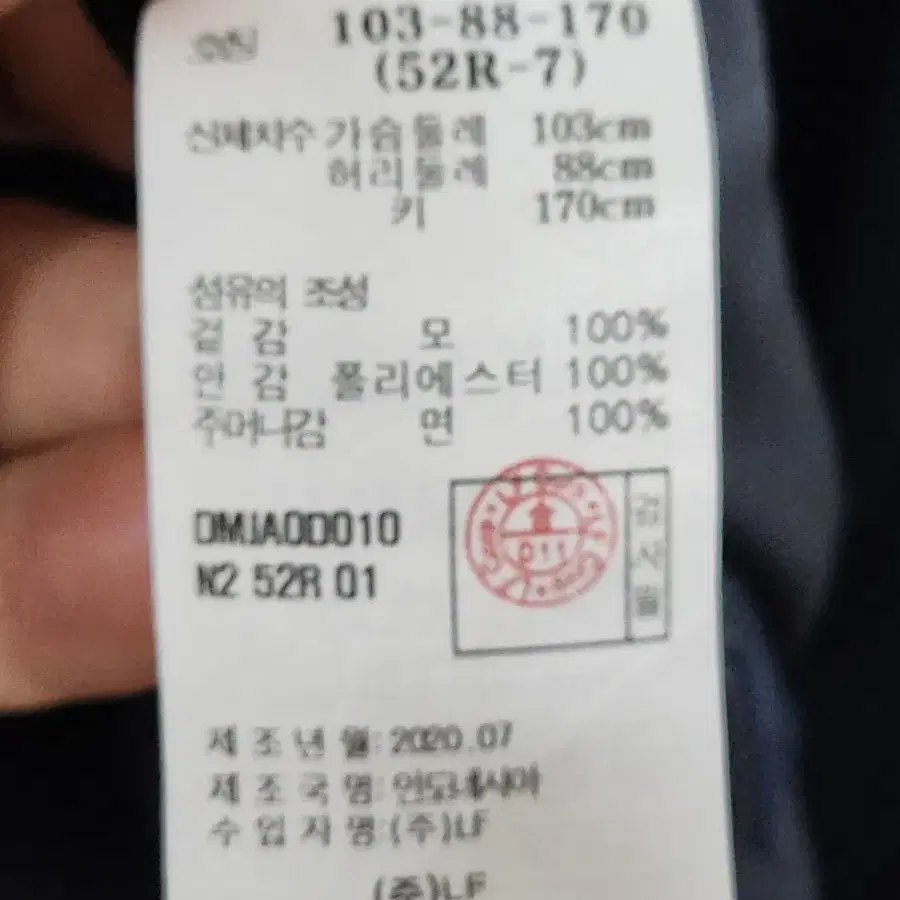 호칭 103-88-170
(52R-7)
신체치수 가슴둘레 103cm
허리둘레 88cm
키 170cm
섬유의 조성
겉 감 모 100%
안 감 폴리에스터 100%
주머니감 면 100%
DMJA0D010
N2 52R 01
011
검사필
제 조 년 월: 2020.07
제 조 국 명: 인도네시아
수 입 자 명: (주)LF
(주)LF